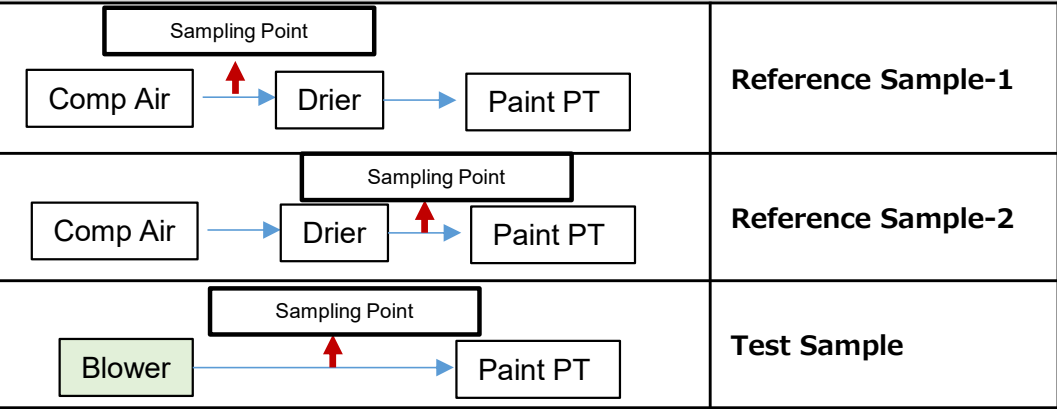 Sampling Point
Comp Air
Drier
Paint PT
Reference Sample-1
Sampling Point
Comp Air
Drier
Paint PT
Reference Sample-2
Sampling Point
Blower
Paint PT
Test Sample